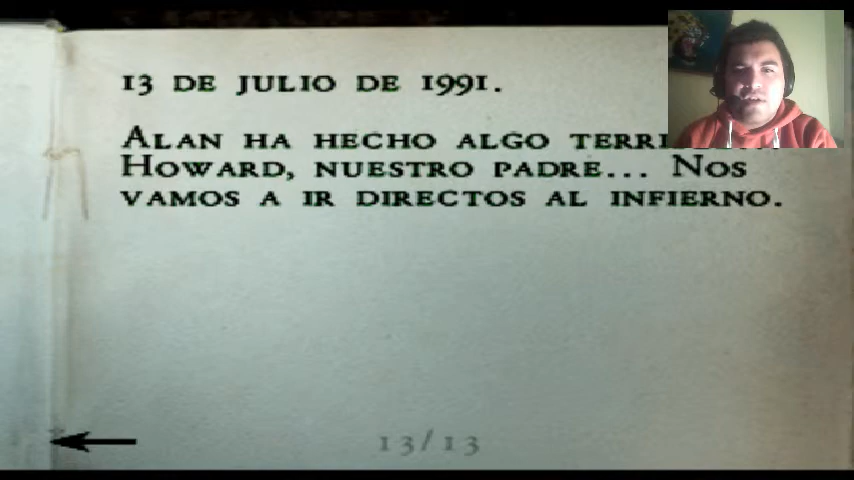 13 DE JULIO DE 1991.
ALAN HA HECHO ALGO
HOWARD, NUESTRO PADRE... NOS
VAMOS A IR DIRECTOS AL INFIERNO.
13/13